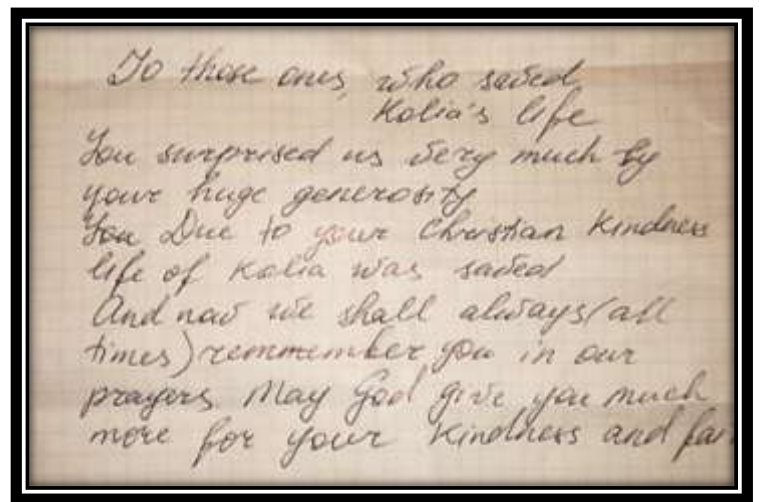 To those ones, who saved
Kolia's life
You surprised us very much by
your huge generosity
You Due to your Christian Kindness
life of Kolia was saved
And now we shall always (all
times) remmember you in our
prayers. May God give you much
more for your kindness and